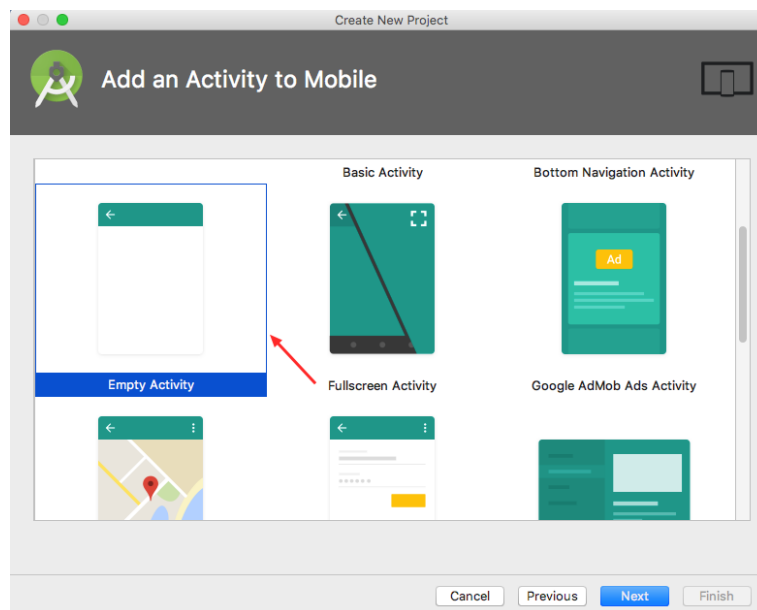 Create New Project
Add an Activity to Mobile
Basic Activity
Bottom Navigation Activity
Ad
Empty Activity
Fullscreen Activity
Google AdMob Ads Activity
Cancel
Previous
Next
Finish